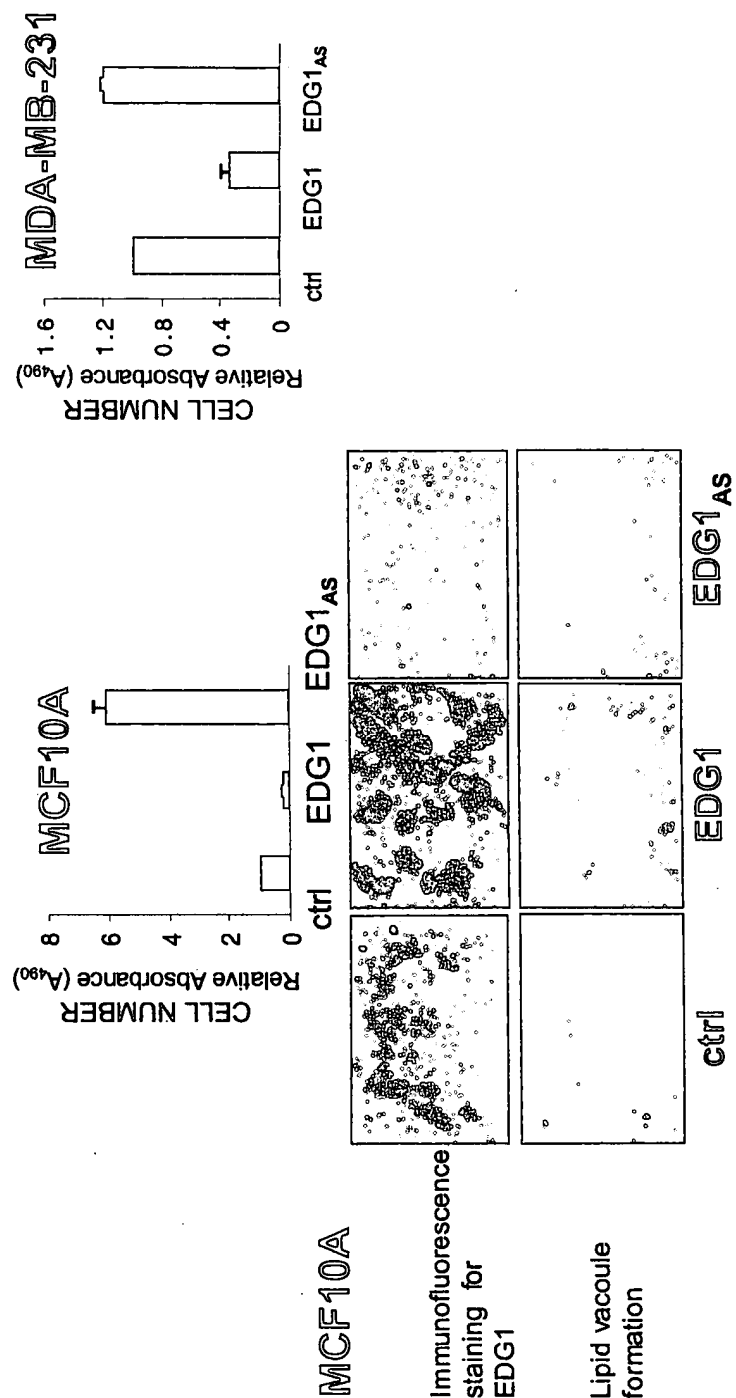 MCF10A
CELL NUMBER
Relative Absorbance (A490)
8
6
4
2
0
ctrl EDG1 EDG1AS
MDA-MB-231
CELL NUMBER
Relative Absorbance (A490)
1.6
1.2
0.8
0.4
0
ctrl EDG1 EDG1AS
MCF10A
Immunofluorescence
staining for
EDG1
Lipid vacoule
formation
ctrl EDG1 EDG1AS